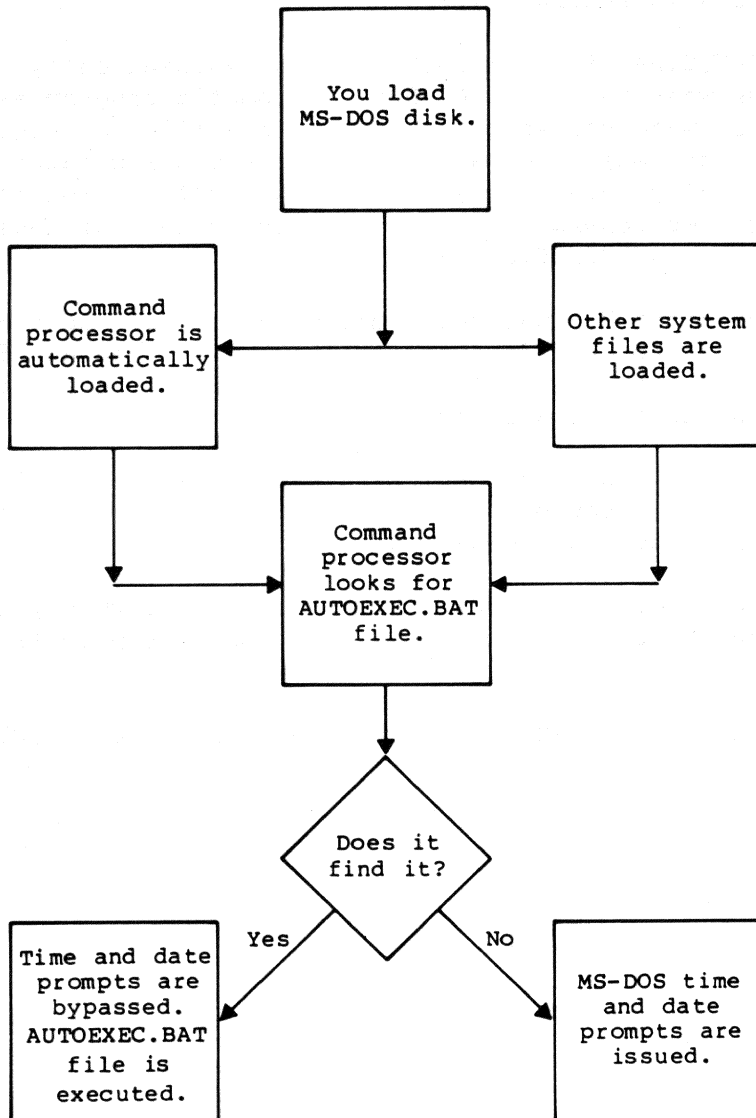 You load
MS-DOS disk.
Command
processor is
automatically
loaded.
Other system
files are
loaded.
Command
processor
looks for
AUTOEXEC.BAT
file.
Does it
find it?
Yes
No
Time and date
prompts are
bypassed.
AUTOEXEC.BAT
file is
executed.
MS-DOS time
and date
prompts are
issued.